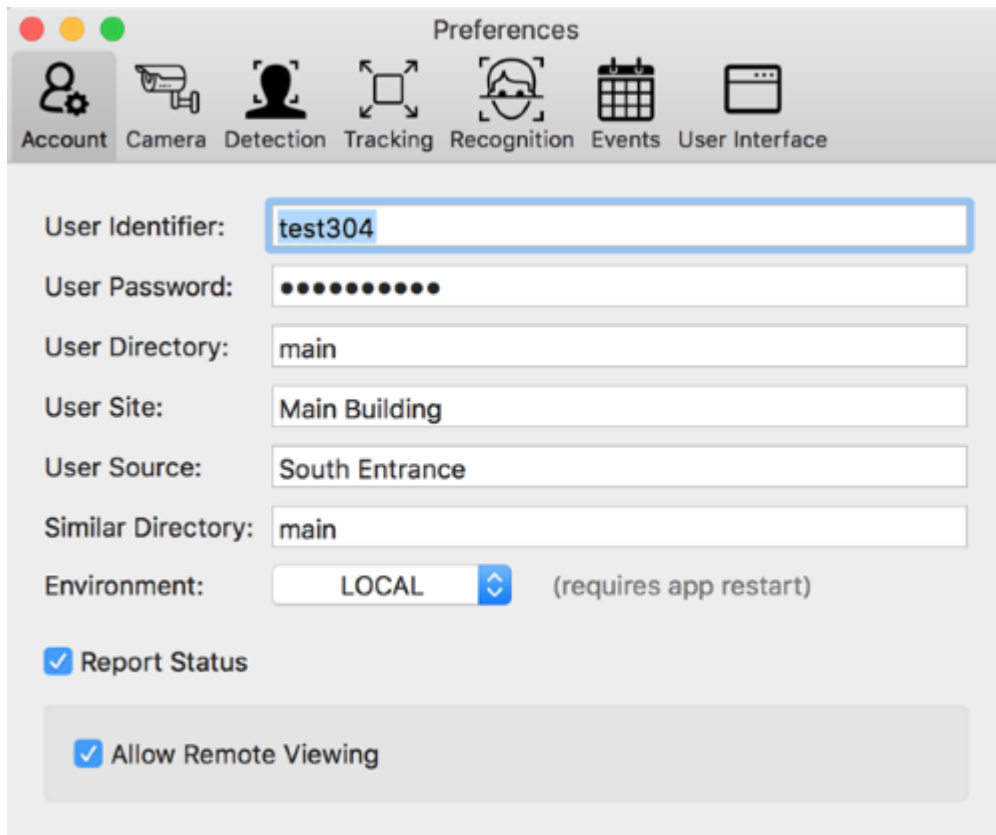 Preferences
Account Camera Detection Tracking Recognition Events User Interface
User Identifier: test304
User Password: ••••••••••
User Directory: main
User Site: Main Building
User Source: South Entrance
Similar Directory: main
Environment: LOCAL (requires app restart)
Report Status
Allow Remote Viewing